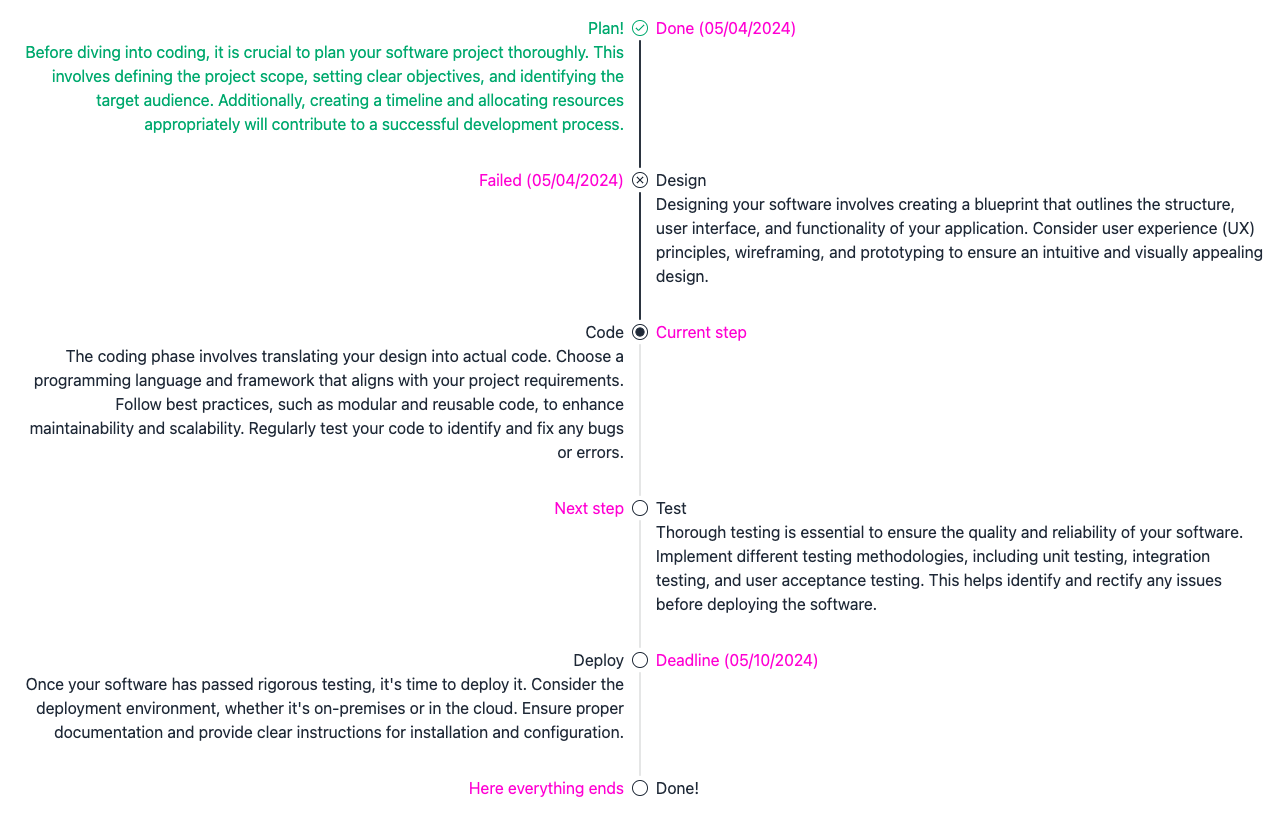 Plan!
Done (05/04/2024)
Before diving into coding, it is crucial to plan your software project thoroughly. This
involves defining the project scope, setting clear objectives, and identifying the
target audience. Additionally, creating a timeline and allocating resources
appropriately will contribute to a successful development process.
Failed (05/04/2024)
Design
Designing your software involves creating a blueprint that outlines the structure,
user interface, and functionality of your application. Consider user experience (UX)
principles, wireframing, and prototyping to ensure an intuitive and visually appealing
design.
Code
Current step
The coding phase involves translating your design into actual code. Choose a
programming language and framework that aligns with your project requirements.
Follow best practices, such as modular and reusable code, to enhance
maintainability and scalability. Regularly test your code to identify and fix any bugs
or errors.
Next step
Test
Thorough testing is essential to ensure the quality and reliability of your software.
Implement different testing methodologies, including unit testing, integration
testing, and user acceptance testing. This helps identify and rectify any issues
before deploying the software.
Deploy
Deadline (05/10/2024)
Once your software has passed rigorous testing, it's time to deploy it. Consider the
deployment environment, whether it's on-premises or in the cloud. Ensure proper
documentation and provide clear instructions for installation and configuration.
Here everything ends
Done!